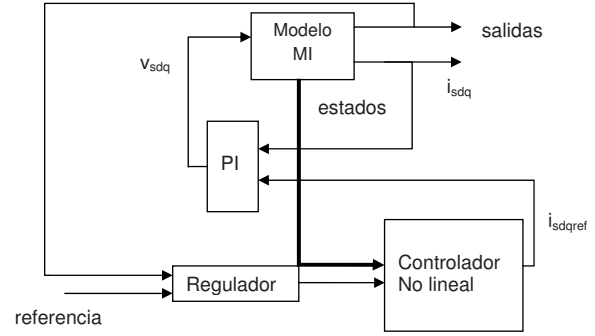 Modelo
MI
salidas
v_sdq
i_sdq
estados
PI
i_sdqref
Controlador
No lineal
Regulador
referencia